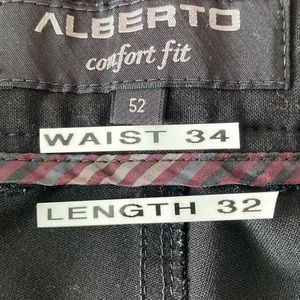 ALBERTO
comfort fit
52
WAIST 34
LENGTH 32